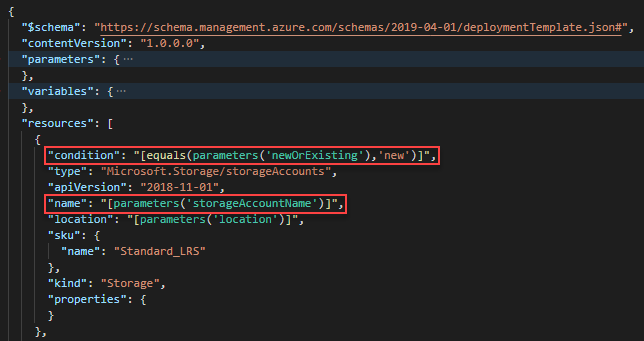 {
"$schema": "https://schema.management.azure.com/schemas/2019-04-01/deploymentTemplate.json#",
"contentVersion": "1.0.0.0",
"parameters": { ···
},
"variables": { ···
},
"resources": [
{
"condition": "[equals(parameters('newOrExisting'),'new')]",
"type": "Microsoft.Storage/storageAccounts",
"apiVersion": "2018-11-01",
"name": "[parameters('storageAccountName')]",
"location": "[parameters('location')]",
"sku": {
"name": "Standard_LRS"
},
"kind": "Storage",
"properties": {
}
},